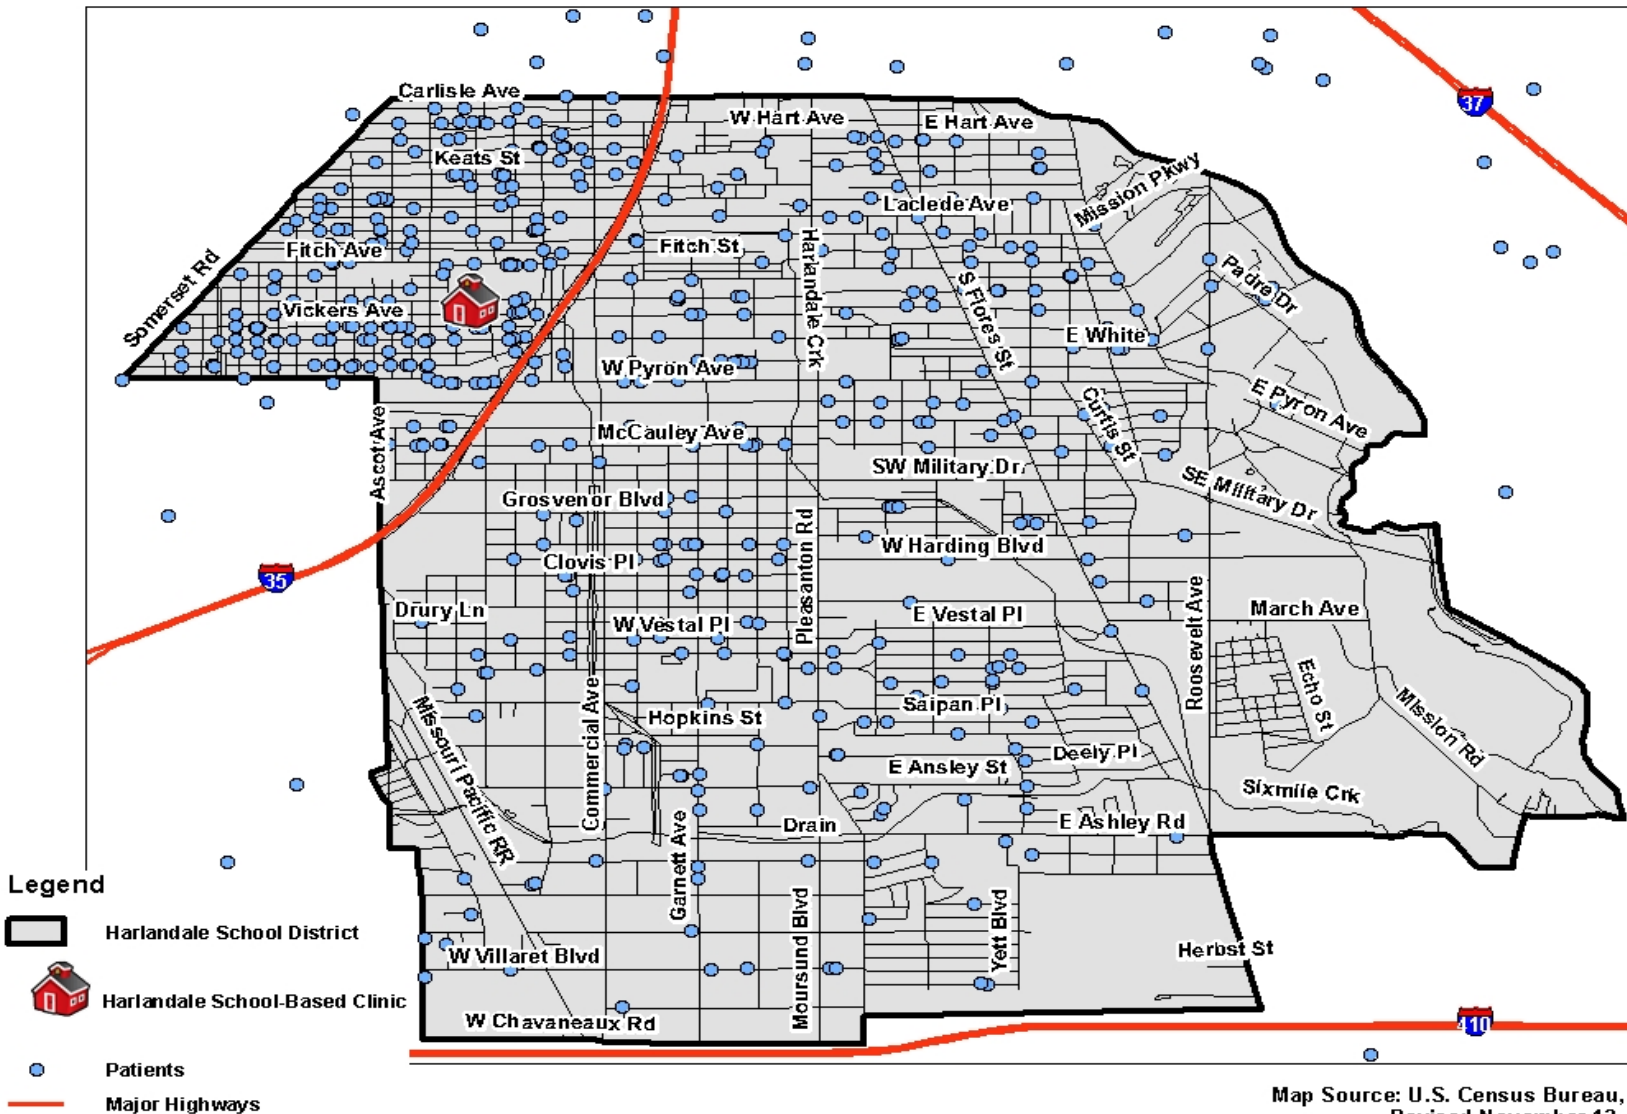 Carlisle Ave
W Hart Ave
E Hart Ave
37
Keats St
Mission Pkwy
Laclede Ave
Fitch Ave
Fitch St
Harlandale Crk
Somerset Rd
Padre Dr
S Flores St
Vickers Ave
E White
W Pyron Ave
E Pyron Ave
Curtis St
Ascot Ave
McCauley Ave
SW Military Dr
SE Military Dr
Grosvenor Blvd
Pleasanton Rd
W Harding Blvd
Clovis Pl
35
Drury Ln
W Vestal Pl
E Vestal Pl
Roosevelt Ave
March Ave
Echo St
Commercial Ave
Saipan Pl
Missouri Pacific RR
Hopkins St
Mission Rd
Deely Pl
E Ansley St
Sixmile Crk
Drain
E Ashley Rd
Garnett Ave
Moursund Blvd
Yett Blvd
W Villaret Blvd
Herbst St
W Chavaneaux Rd
410
Legend
Harlandale School District
Harlandale School-Based Clinic
Patients
Major Highways
Map Source: U.S. Census Bureau,
Revised November 13